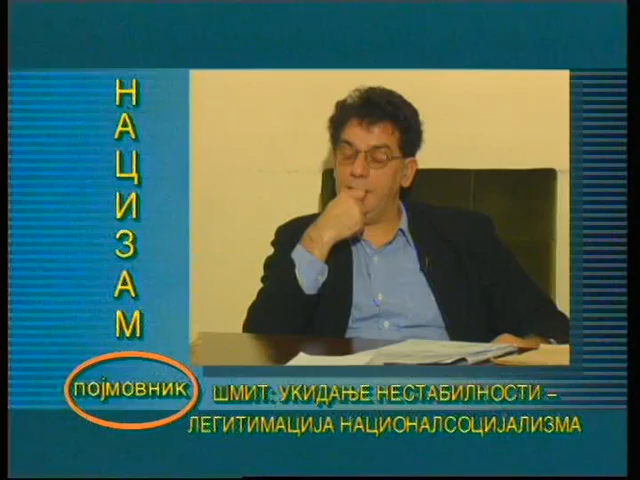 НАЦИЗАМ
појмовник
ШМИТ: УКИДАЊЕ НЕСТАБИЛНОСТИ –
ЛЕГИТИМАЦИЈА НАЦИОНАЛСОЦИЈАЛИЗМА